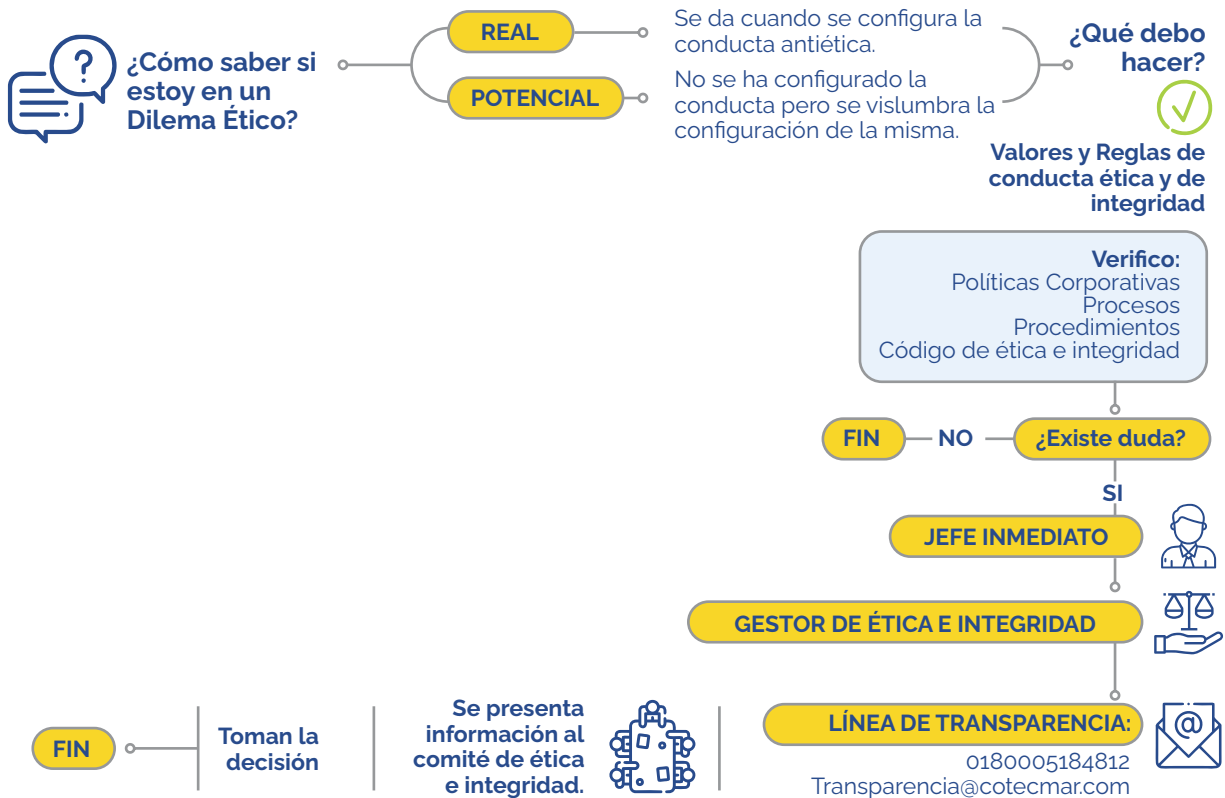 ¿Cómo saber si
estoy en un
Dilema Ético?
REAL
Se da cuando se configura la
conducta antiética.
POTENCIAL
No se ha configurado la
conducta pero se vislumbra la
configuración de la misma.
¿Qué debo
hacer?
Valores y Reglas de
conducta ética y de
integridad
Verifico:
Políticas Corporativas
Procesos
Procedimientos
Código de ética e integridad
¿Existe duda?
NO
FIN
SI
JEFE INMEDIATO
GESTOR DE ÉTICA E INTEGRIDAD
LÍNEA DE TRANSPARENCIA:
0180005184812
Transparencia@cotecmar.com
Se presenta
información al
comité de ética
e integridad.
Toman la
decisión
FIN